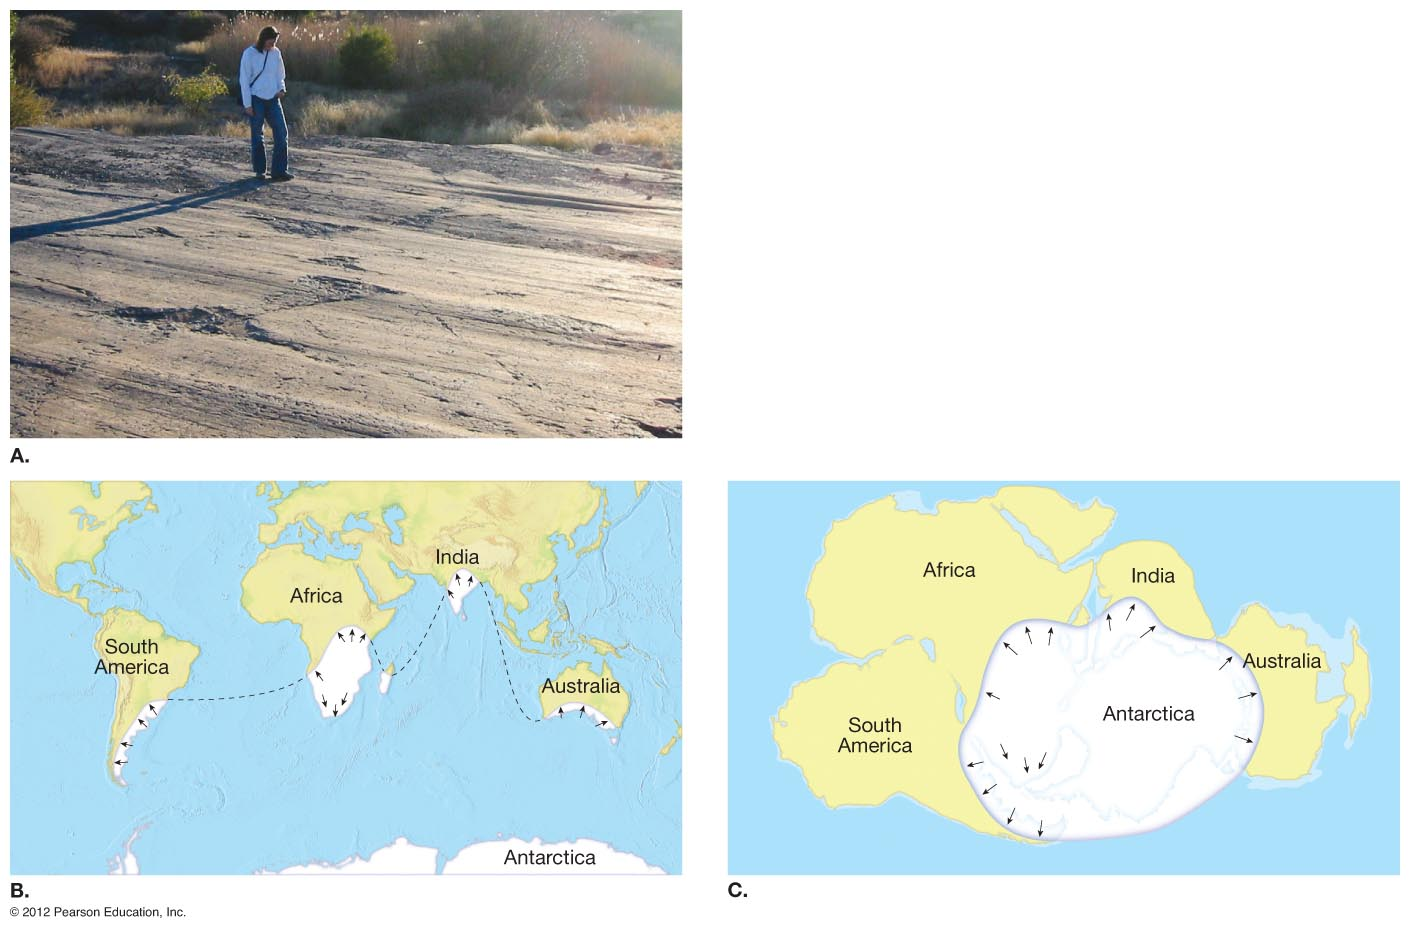 A.
India
Africa
South
America
Australia
Antarctica
B.
Africa
India
Australia
Antarctica
South
America
C.
© 2012 Pearson Education, Inc.